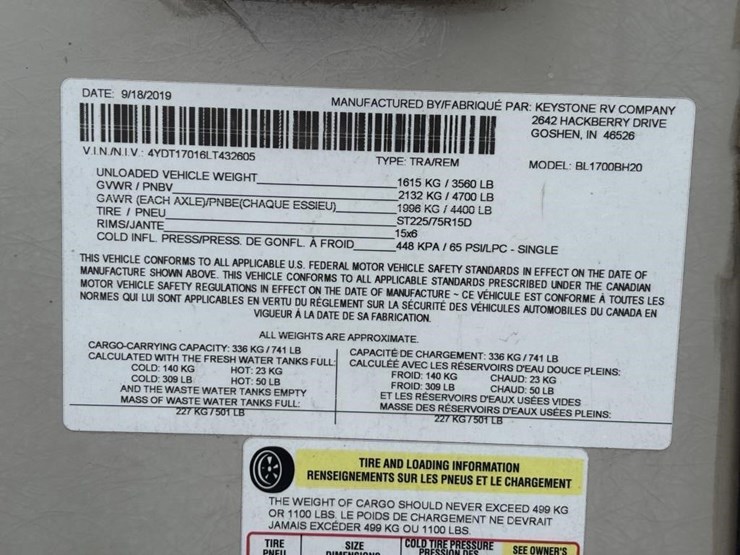 DATE: 9/18/2019
MANUFACTURED BY/FABRIQUÉ PAR: KEYSTONE RV COMPANY
2642 HACKBERRY DRIVE
GOSHEN, IN 46526
V.I.N./N.I.V.: 4YDT17016LT432605
TYPE: TRA/REM
MODEL: BL1700BH20
UNLOADED VEHICLE WEIGHT 1615 KG / 3560 LB
GVWR / PNBV 2132 KG / 4700 LB
GAWR (EACH AXLE)/PNBE(CHAQUE ESSIEU) 1996 KG / 4400 LB
TIRE / PNEU ST225/75R15D
RIMS/JANTE 15x6
COLD INFL. PRESS/PRESS. DE GONFL. À FROID 448 KPA / 65 PSI/LPC - SINGLE
THIS VEHICLE CONFORMS TO ALL APPLICABLE U.S. FEDERAL MOTOR VEHICLE SAFETY STANDARDS IN EFFECT ON THE DATE OF
MANUFACTURE SHOWN ABOVE. THIS VEHICLE CONFORMS TO ALL APPLICABLE STANDARDS PRESCRIBED UNDER THE CANADIAN
MOTOR VEHICLE SAFETY REGULATIONS IN EFFECT ON THE DATE OF MANUFACTURE ~ CE VÉHICULE EST CONFORME À TOUTES LES
NORMES QUI LUI SONT APPLICABLES EN VERTU DU RÈGLEMENT SUR LA SÉCURITÉ DES VÉHICULES AUTOMOBILES DU CANADA EN
VIGUEUR À LA DATE DE SA FABRICATION.
ALL WEIGHTS ARE APPROXIMATE.
CARGO-CARRYING CAPACITY: 336 KG / 741 LB
CALCULATED WITH THE FRESH WATER TANKS FULL:
COLD: 140 KG HOT: 23 KG
COLD: 309 LB HOT: 50 LB
AND THE WASTE WATER TANKS EMPTY
MASS OF WASTE WATER TANKS FULL:
227 KG / 501 LB
CAPACITÉ DE CHARGEMENT: 336 KG / 741 LB
CALCULÉE AVEC LES RÉSERVOIRS D'EAU DOUCE PLEINS:
FROID: 140 KG CHAUD: 23 KG
FROID: 309 LB CHAUD: 50 LB
ET LES RÉSERVOIRS D'EAUX USÉES VIDES
MASSE DES RÉSERVOIRS D'EAUX USÉES PLEINS:
227 KG / 501 LB
TIRE AND LOADING INFORMATION
RENSEIGNEMENTS SUR LES PNEUS ET LE CHARGEMENT
THE WEIGHT OF CARGO SHOULD NEVER EXCEED 499 KG
OR 1100 LBS. LE POIDS DE CHARGEMENT NE DEVRAIT
JAMAIS EXCÉDER 499 KG OU 1100 LBS.
TIRE SIZE COLD TIRE PRESSURE SEE OWNER'S
PNEU DIMENSIONS PRESSION DES